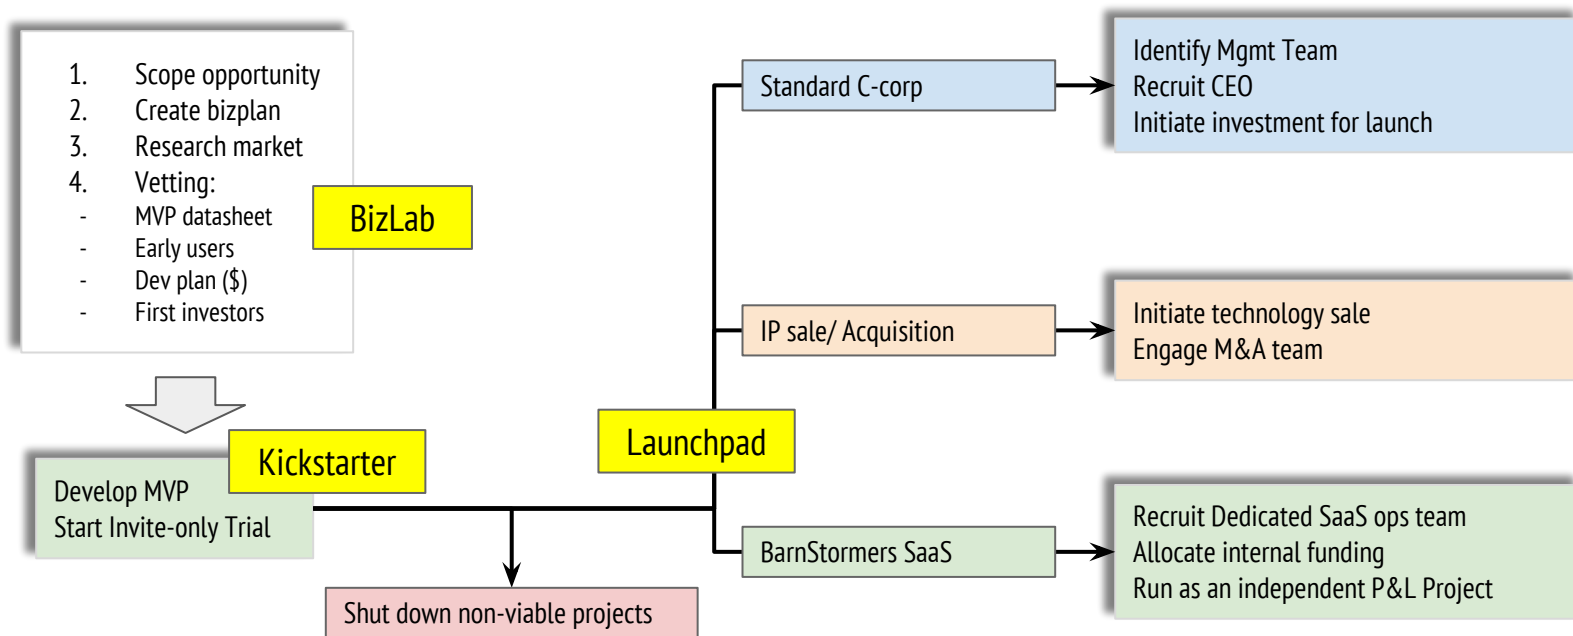 1. Scope opportunity
2. Create bizplan
3. Research market
4. Vetting:
- MVP datasheet
- Early users
- Dev plan ($)
- First investors
BizLab
Develop MVP
Start Invite-only Trial
Kickstarter
Shut down non-viable projects
Launchpad
Standard C-corp
Identify Mgmt Team
Recruit CEO
Initiate investment for launch
IP sale/ Acquisition
Initiate technology sale
Engage M&A team
BarnStormers SaaS
Recruit Dedicated SaaS ops team
Allocate internal funding
Run as an independent P&L Project